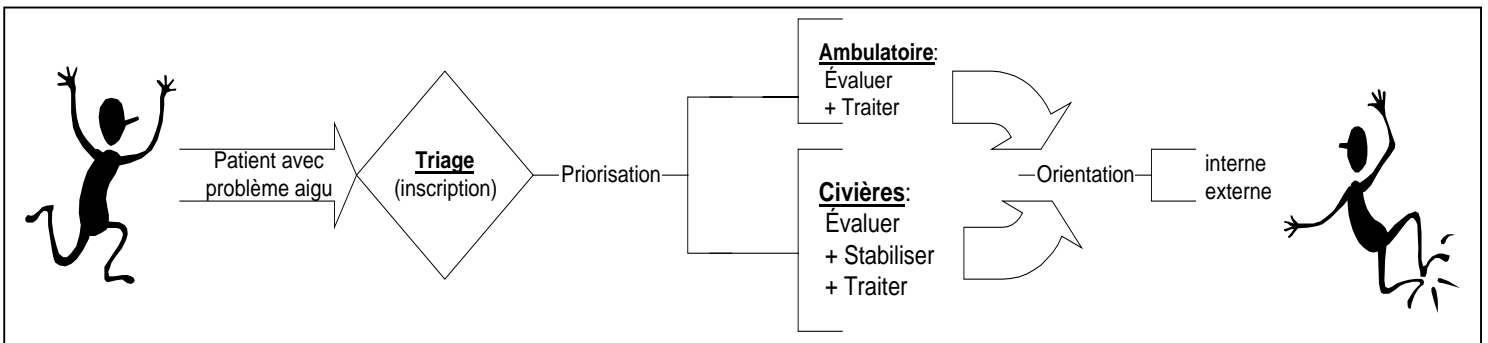 Patient avec
problème aigu
Triage
(inscription)
Priorisation
Ambulatoire:
Évaluer
+ Traiter
Civières:
Évaluer
+ Stabiliser
+ Traiter
Orientation
interne
externe